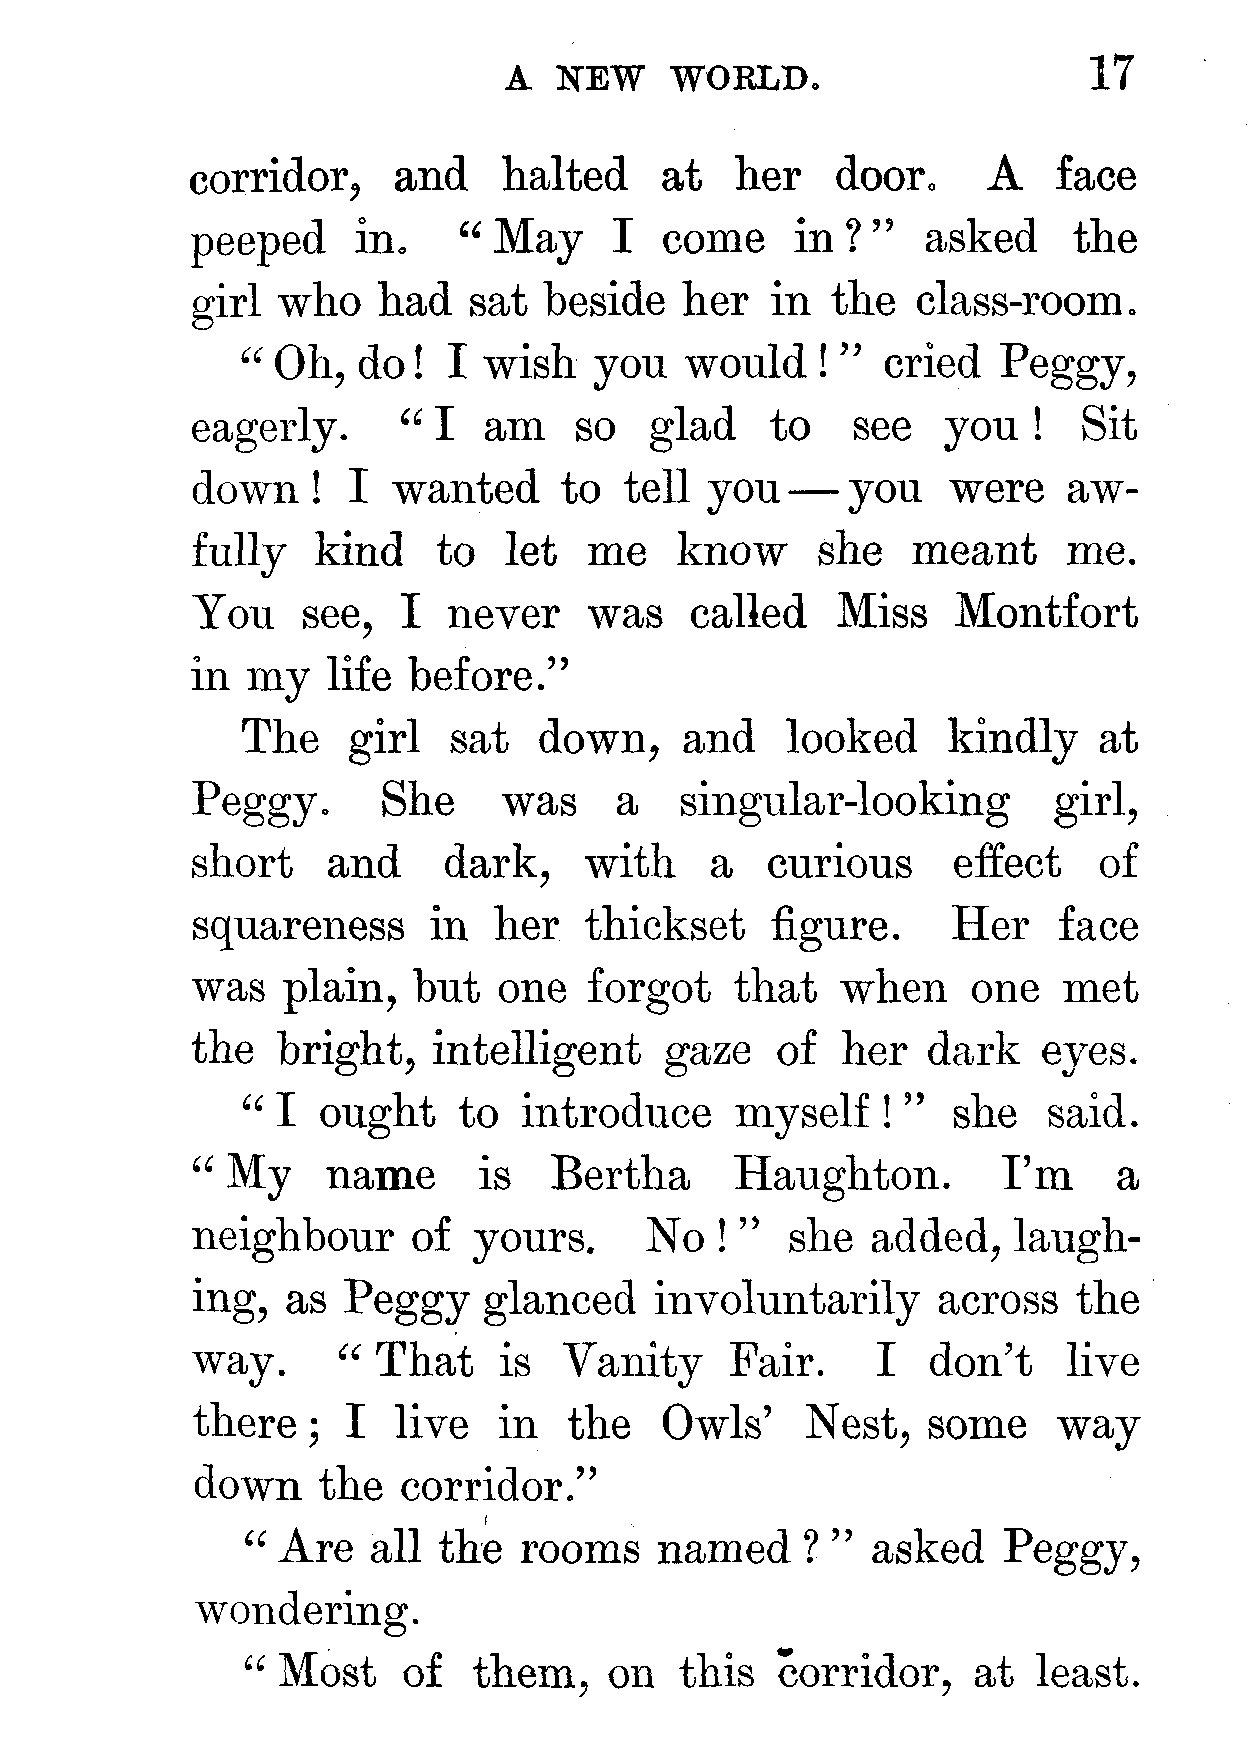 A NEW WORLD. 17
corridor, and halted at her door. A face
peeped in. “May I come in?” asked the
girl who had sat beside her in the class-room.
“Oh, do! I wish you would!” cried Peggy,
eagerly. “I am so glad to see you! Sit
down! I wanted to tell you—you were aw-
fully kind to let me know she meant me.
You see, I never was called Miss Montfort
in my life before.”
The girl sat down, and looked kindly at
Peggy. She was a singular-looking girl,
short and dark, with a curious effect of
squareness in her thickset figure. Her face
was plain, but one forgot that when one met
the bright, intelligent gaze of her dark eyes.
“I ought to introduce myself!” she said.
“My name is Bertha Haughton. I’m a
neighbour of yours. No!” she added, laugh-
ing, as Peggy glanced involuntarily across the
way. “That is Vanity Fair. I don’t live
there; I live in the Owls’ Nest, some way
down the corridor.”
“Are all the rooms named?” asked Peggy,
wondering.
“Most of them, on this corridor, at least.